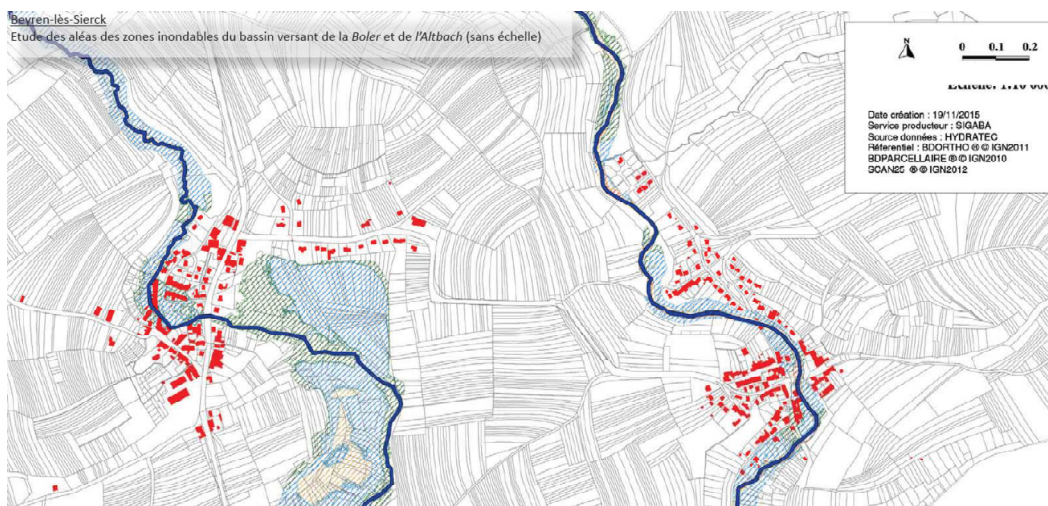 Beyren-lès-Sierck
Etude des aléas des zones inondables du bassin versant de la Boler et de l'Altbach (sans échelle)
N
0 0.1 0.2
Date création : 19/11/2015
Service producteur : SIGABA
Source données : HYDRATEC
Réferentiel : BDORTHO ® © IGN2011
BDPARCELLAIRE ® © IGN2010
SCAN25 ® © IGN2012